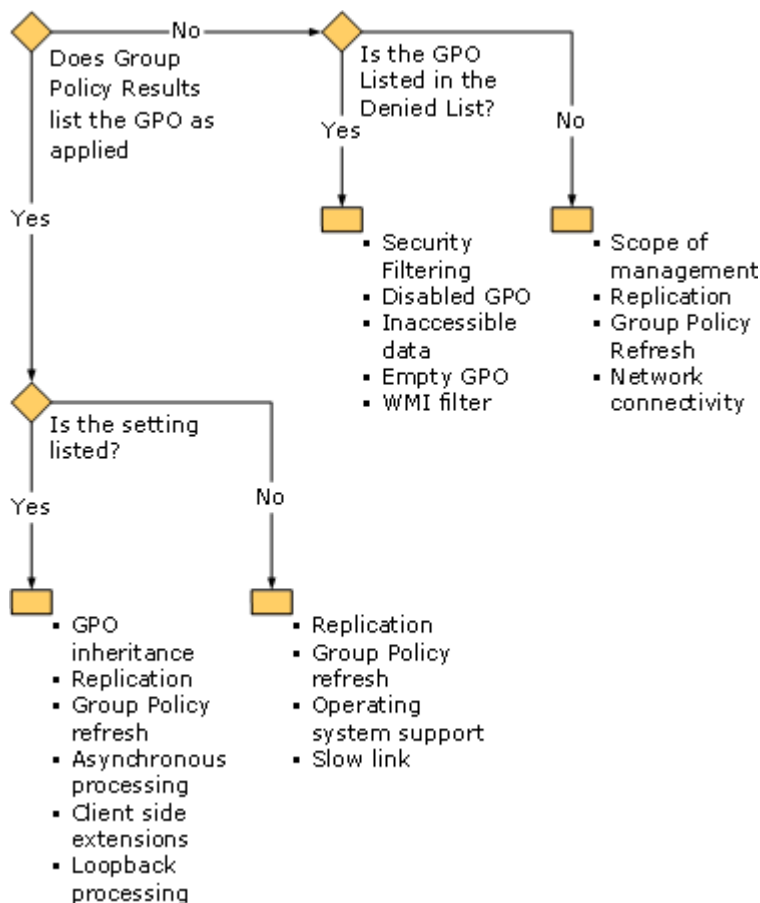 No
Does Group
Policy Results
list the GPO as
applied
Is the GPO
Listed in the
Denied List?
Yes
No
Yes
▪ Security
Filtering
▪ Disabled GPO
▪ Inaccessible
data
▪ Empty GPO
▪ WMI filter
▪ Scope of
management
▪ Replication
▪ Group Policy
Refresh
▪ Network
connectivity
Is the setting
listed?
Yes
No
▪ GPO
inheritance
▪ Replication
▪ Group Policy
refresh
▪ Asynchronous
processing
▪ Client side
extensions
▪ Loopback
processing
▪ Replication
▪ Group Policy
refresh
▪ Operating
system support
▪ Slow link